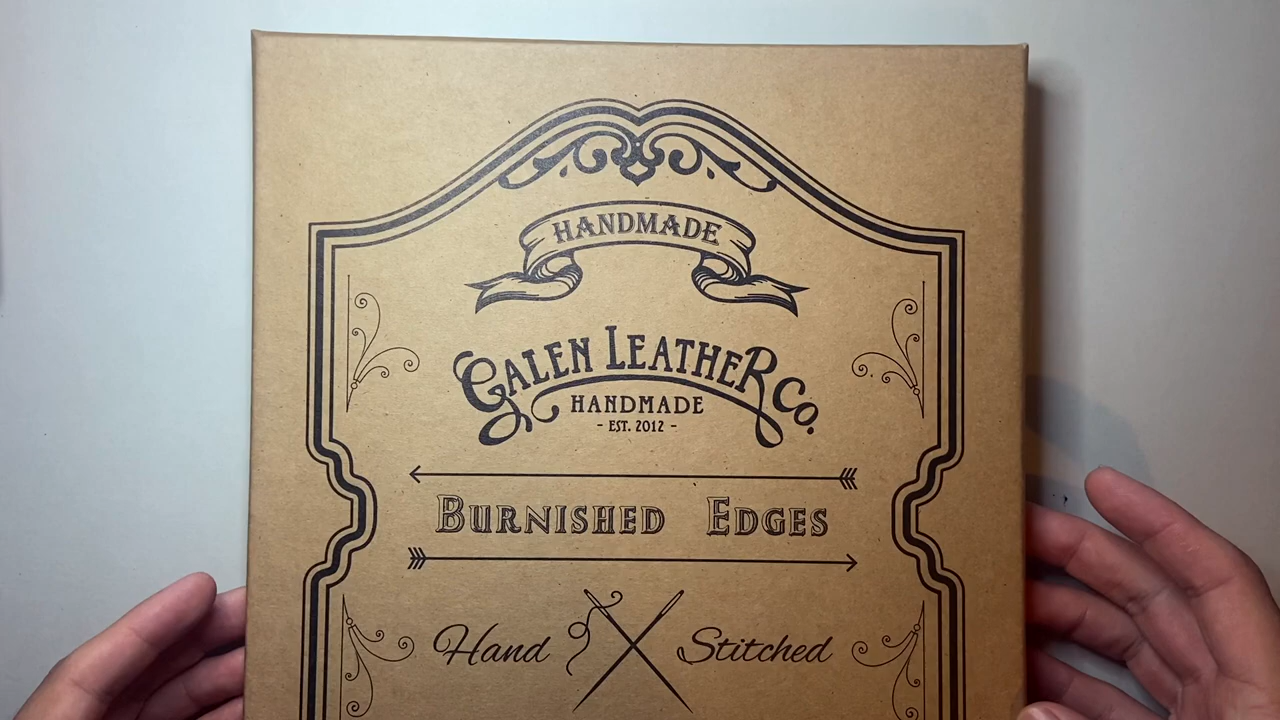 HANDMADE
GALEN LEATHER CO.
HANDMADE
- EST. 2012 -
BURNISHED EDGES
Hand Stitched